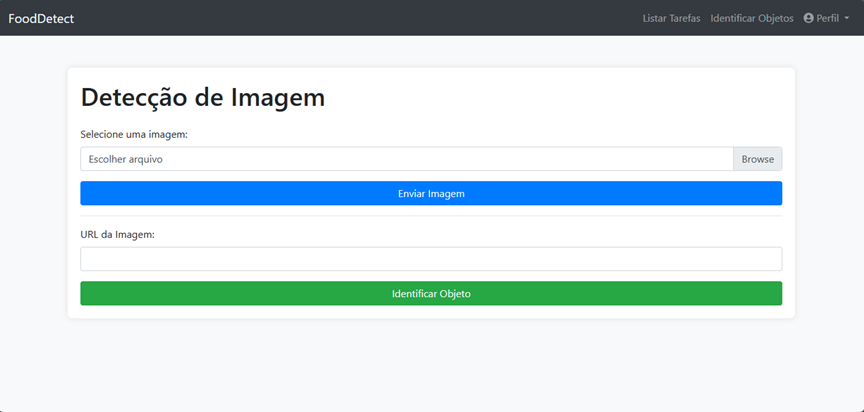 FoodDetect
Listar Tarefas Identificar Objetos Perfil
Detecção de Imagem
Selecione uma imagem:
Escolher arquivo Browse
Enviar Imagem
URL da Imagem:
Identificar Objeto